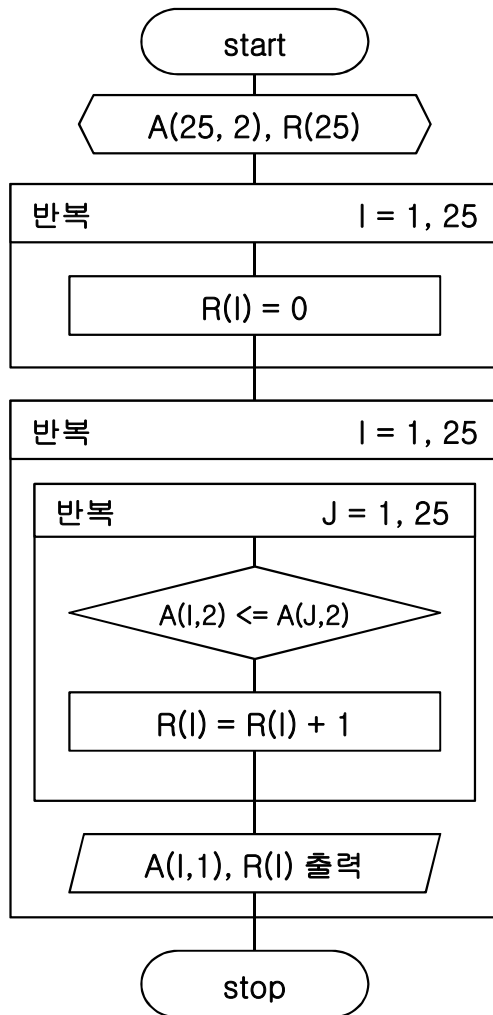 start
A(25, 2), R(25)
반복 I = 1, 25
R(I) = 0
반복 I = 1, 25
반복 J = 1, 25
A(I,2) <= A(J,2)
R(I) = R(I) + 1
A(I,1), R(I) 출력
stop